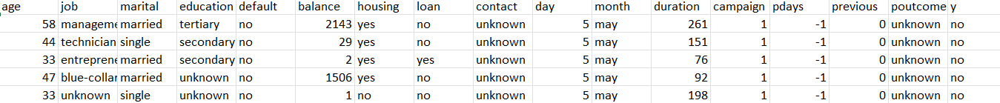 age job marital education default balance housing loan contact day month duration campaign pdays previous poutcome y
58 manageme married tertiary no 2143 yes no unknown 5 may 261 1 -1 0 unknown no
44 technician single secondary no 29 yes no unknown 5 may 151 1 -1 0 unknown no
33 entreprene married secondary no 2 yes yes unknown 5 may 76 1 -1 0 unknown no
47 blue-collar married unknown no 1506 yes no unknown 5 may 92 1 -1 0 unknown no
33 unknown single unknown no 1 no no unknown 5 may 198 1 -1 0 unknown no